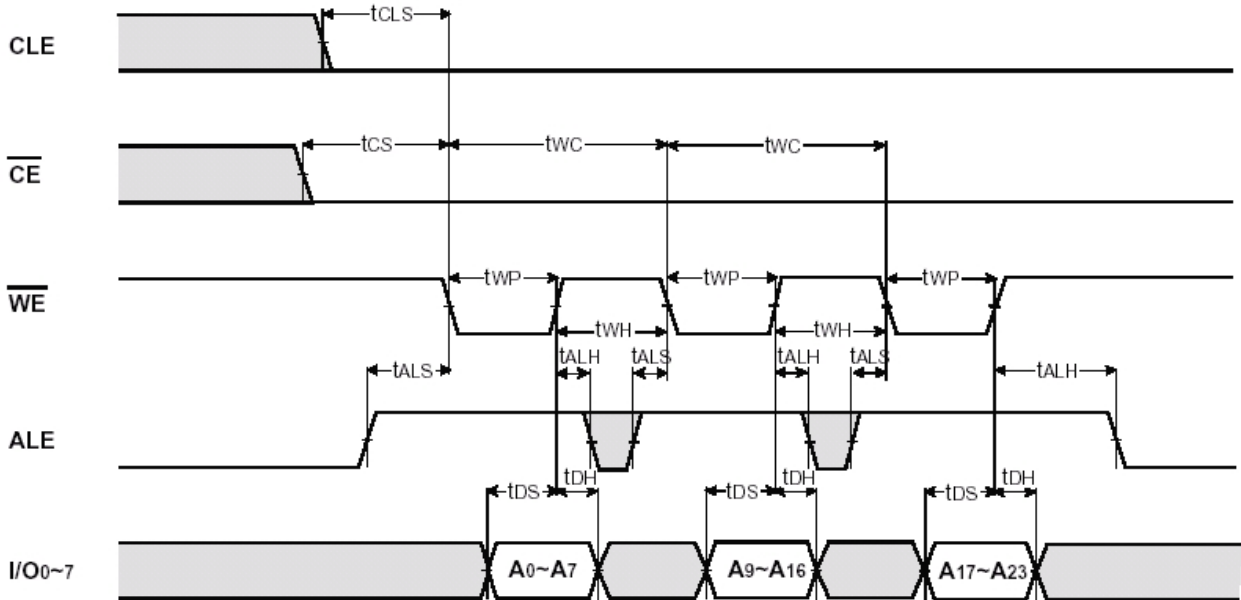 CLE
tCLS
CE
tCS
tWC
tWC
WE
tWP
tWP
tWP
tWH
tWH
tALS
tALH
tALS
tALH
tALS
tALH
ALE
tDS
tDH
tDS
tDH
tDS
tDH
I/O0~7
A0~A7
A9~A16
A17~A23